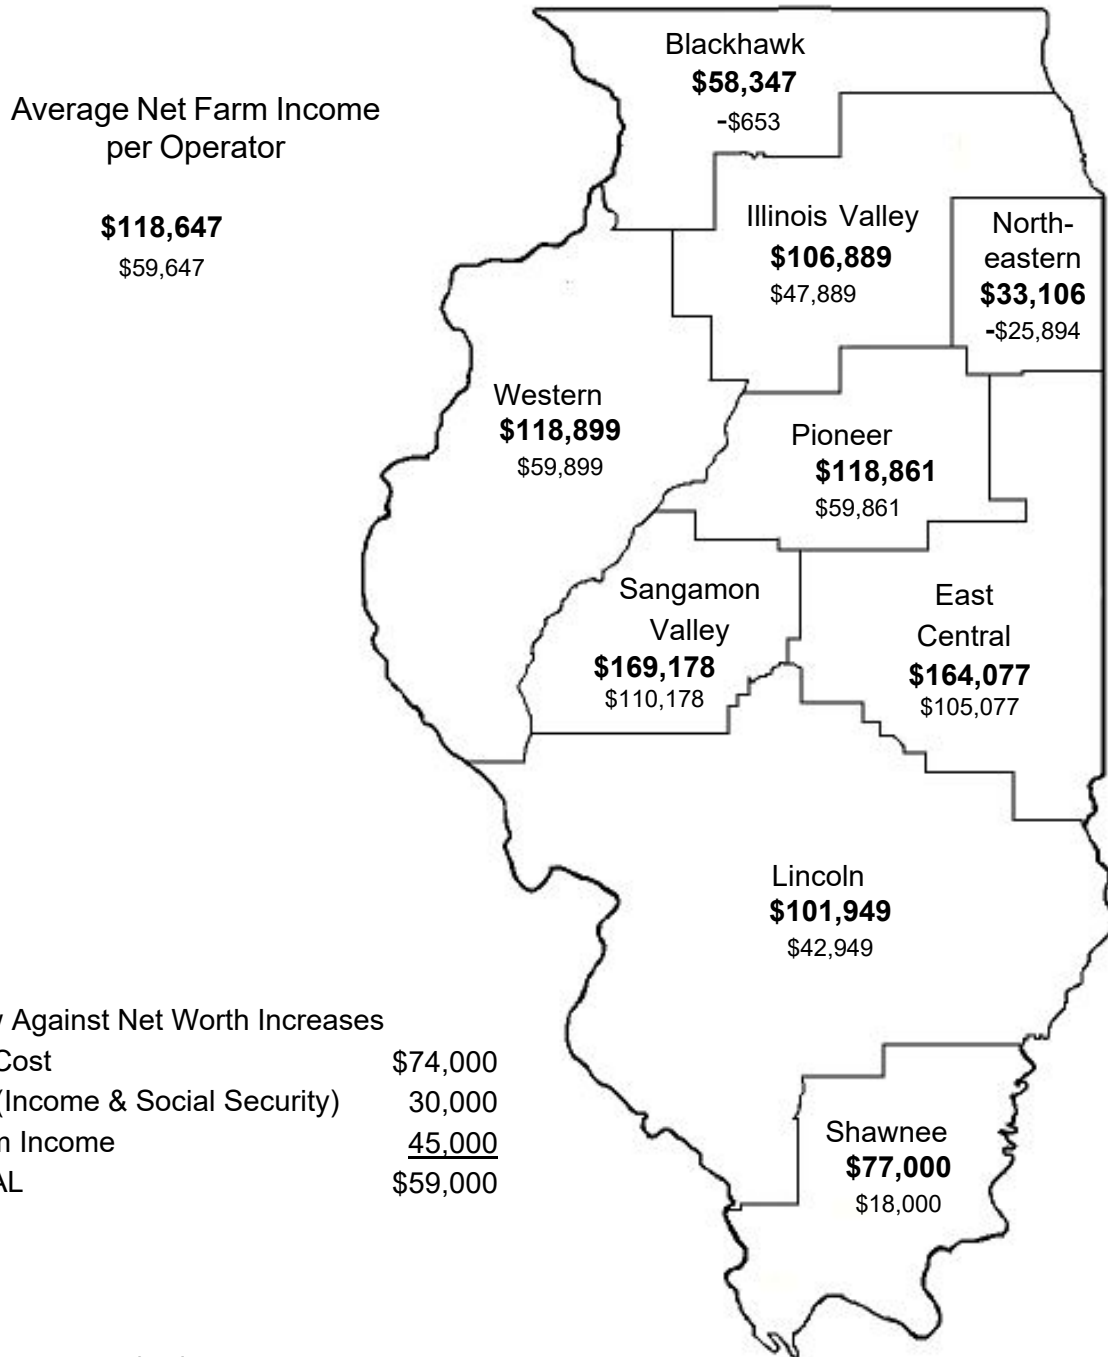 Blackhawk
$58,347
-$653
Average Net Farm Income
per Operator
$118,647
$59,647
Illinois Valley
$106,889
$47,889
North-
eastern
$33,106
-$25,894
Western
$118,899
$59,899
Pioneer
$118,861
$59,861
Sangamon
Valley
$169,178
$110,178
East
Central
$164,077
$105,077
Lincoln
$101,949
$42,949
Against Net Worth Increases
Cost $74,000
(Income & Social Security) 30,000
Income 45,000
$59,000
Shawnee
$77,000
$18,000